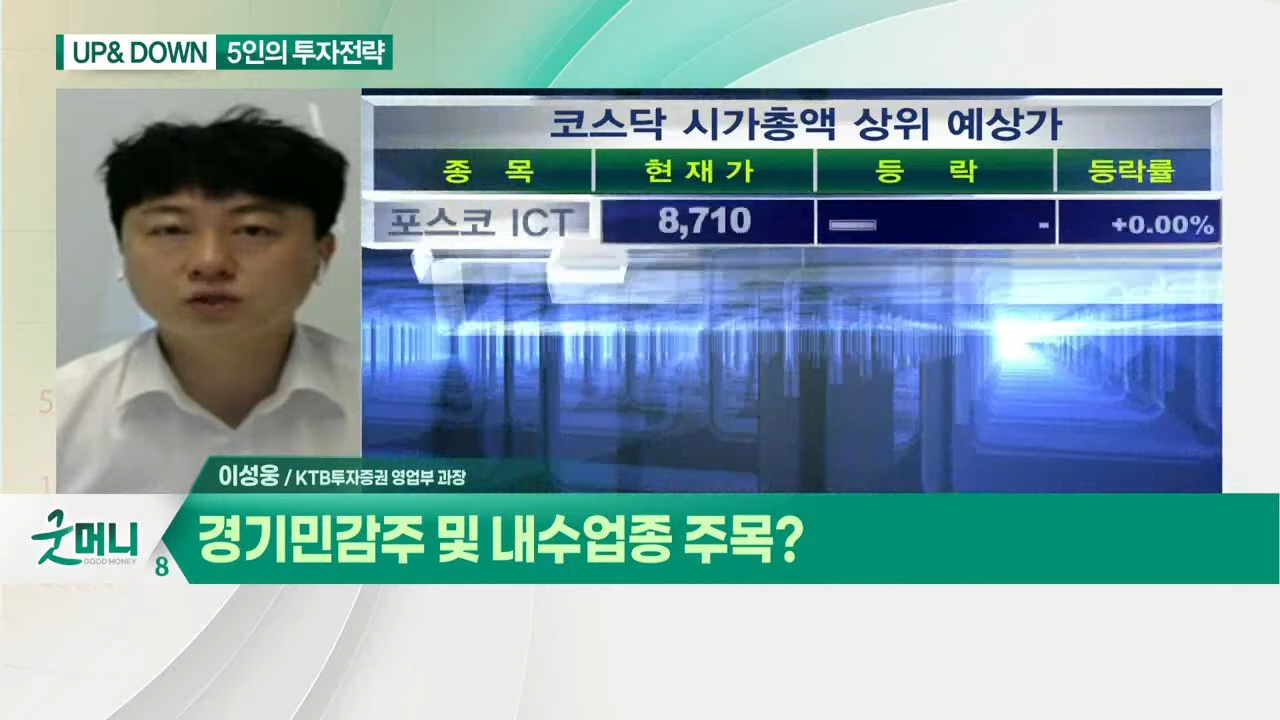 UP& DOWN 5인의 투자전략
코스닥 시가총액 상위 예상가
종 목 현 재 가 등 락 등락률
포스코 ICT 8,710 - +0.00%
5
1
이성웅 / KTB투자증권 영업부 과장
굿머니
GOOD MONEY
8
경기민감주 및 내수업종 주목?